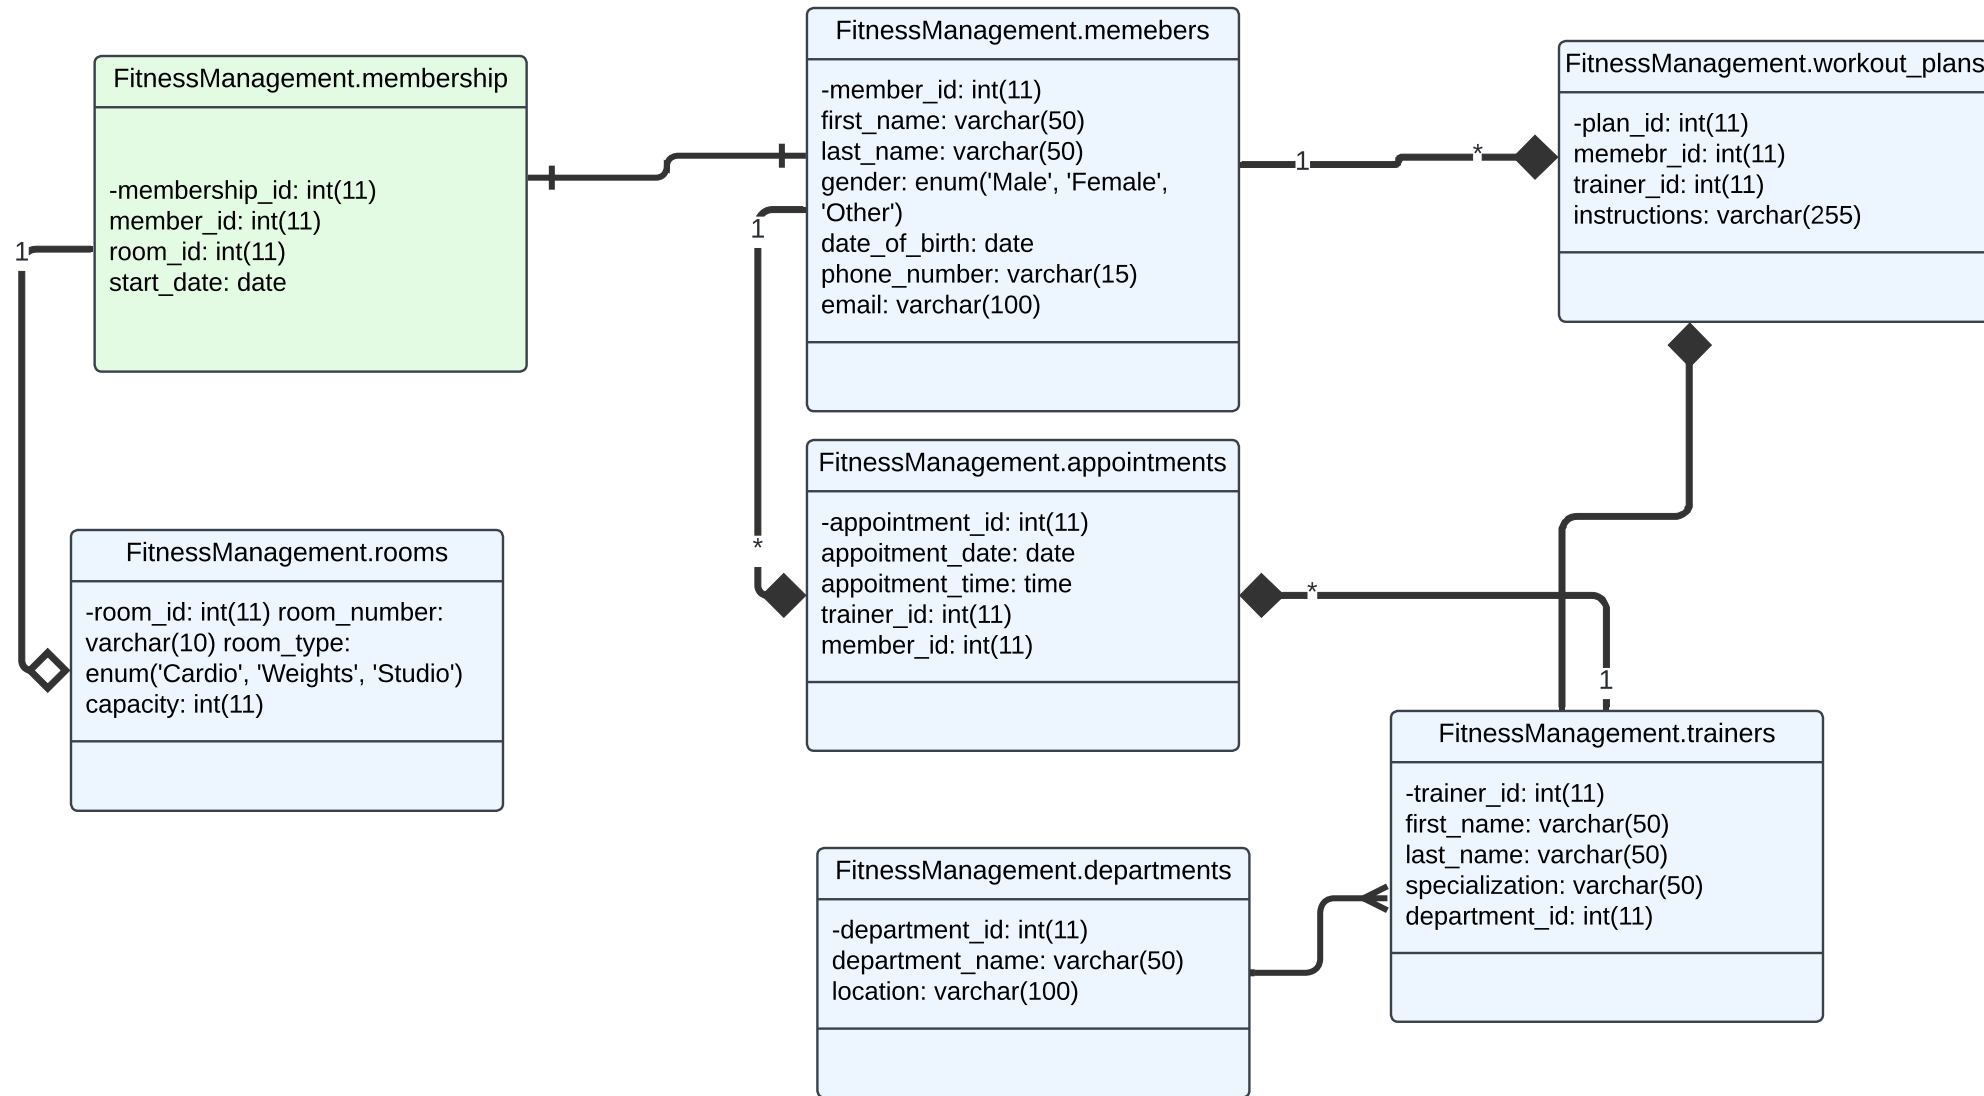 FitnessManagement.membership
-membership_id: int(11)
member_id: int(11)
room_id: int(11)
start_date: date
1
FitnessManagement.memebers
-member_id: int(11)
first_name: varchar(50)
last_name: varchar(50)
gender: enum('Male', 'Female',
'Other')
date_of_birth: date
phone_number: varchar(15)
email: varchar(100)
1
*
1
*
FitnessManagement.workout_plans
-plan_id: int(11)
memebr_id: int(11)
trainer_id: int(11)
instructions: varchar(255)
FitnessManagement.appointments
-appointment_id: int(11)
appoitment_date: date
appoitment_time: time
trainer_id: int(11)
member_id: int(11)
*
1
FitnessManagement.rooms
-room_id: int(11) room_number:
varchar(10) room_type:
enum('Cardio', 'Weights', 'Studio')
capacity: int(11)
FitnessManagement.trainers
-trainer_id: int(11)
first_name: varchar(50)
last_name: varchar(50)
specialization: varchar(50)
department_id: int(11)
FitnessManagement.departments
-department_id: int(11)
department_name: varchar(50)
location: varchar(100)